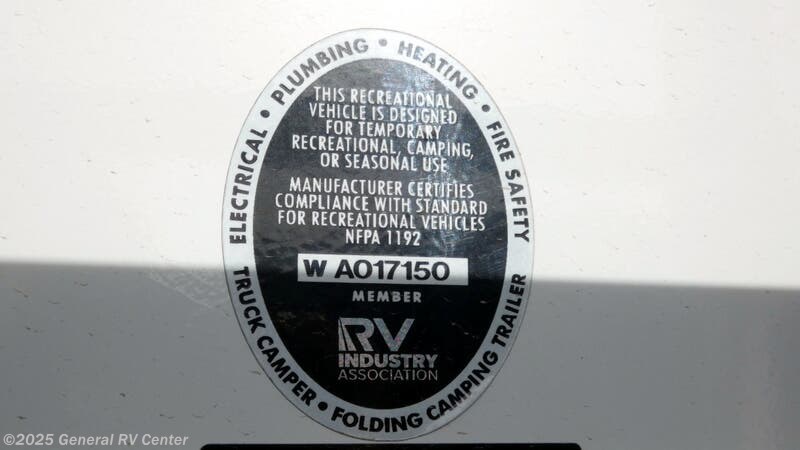 ELECTRICAL • PLUMBING • HEATING • FIRE SAFETY
THIS RECREATIONAL
VEHICLE IS DESIGNED
FOR TEMPORARY
RECREATIONAL, CAMPING,
OR SEASONAL USE
MANUFACTURER CERTIFIES
COMPLIANCE WITH STANDARD
FOR RECREATIONAL VEHICLES
NFPA 1192
W A017150
MEMBER
RV
INDUSTRY
ASSOCIATION
TRUCK CAMPER • FOLDING CAMPING TRAILER
©2025 General RV Center